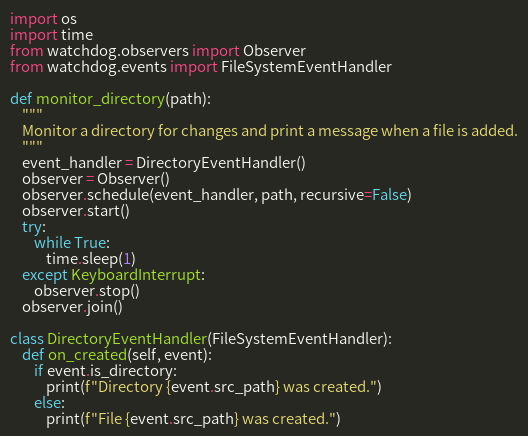 import os
import time
from watchdog.observers import Observer
from watchdog.events import FileSystemEventHandler

def monitor_directory(path):
    """
    Monitor a directory for changes and print a message when a file is added.
    """
    event_handler = DirectoryEventHandler()
    observer = Observer()
    observer.schedule(event_handler, path, recursive=False)
    observer.start()
    try:
        while True:
            time.sleep(1)
    except KeyboardInterrupt:
        observer.stop()
    observer.join()

class DirectoryEventHandler(FileSystemEventHandler):
    def on_created(self, event):
        if event.is_directory:
            print(f"Directory {event.src_path} was created.")
        else:
            print(f"File {event.src_path} was created.")